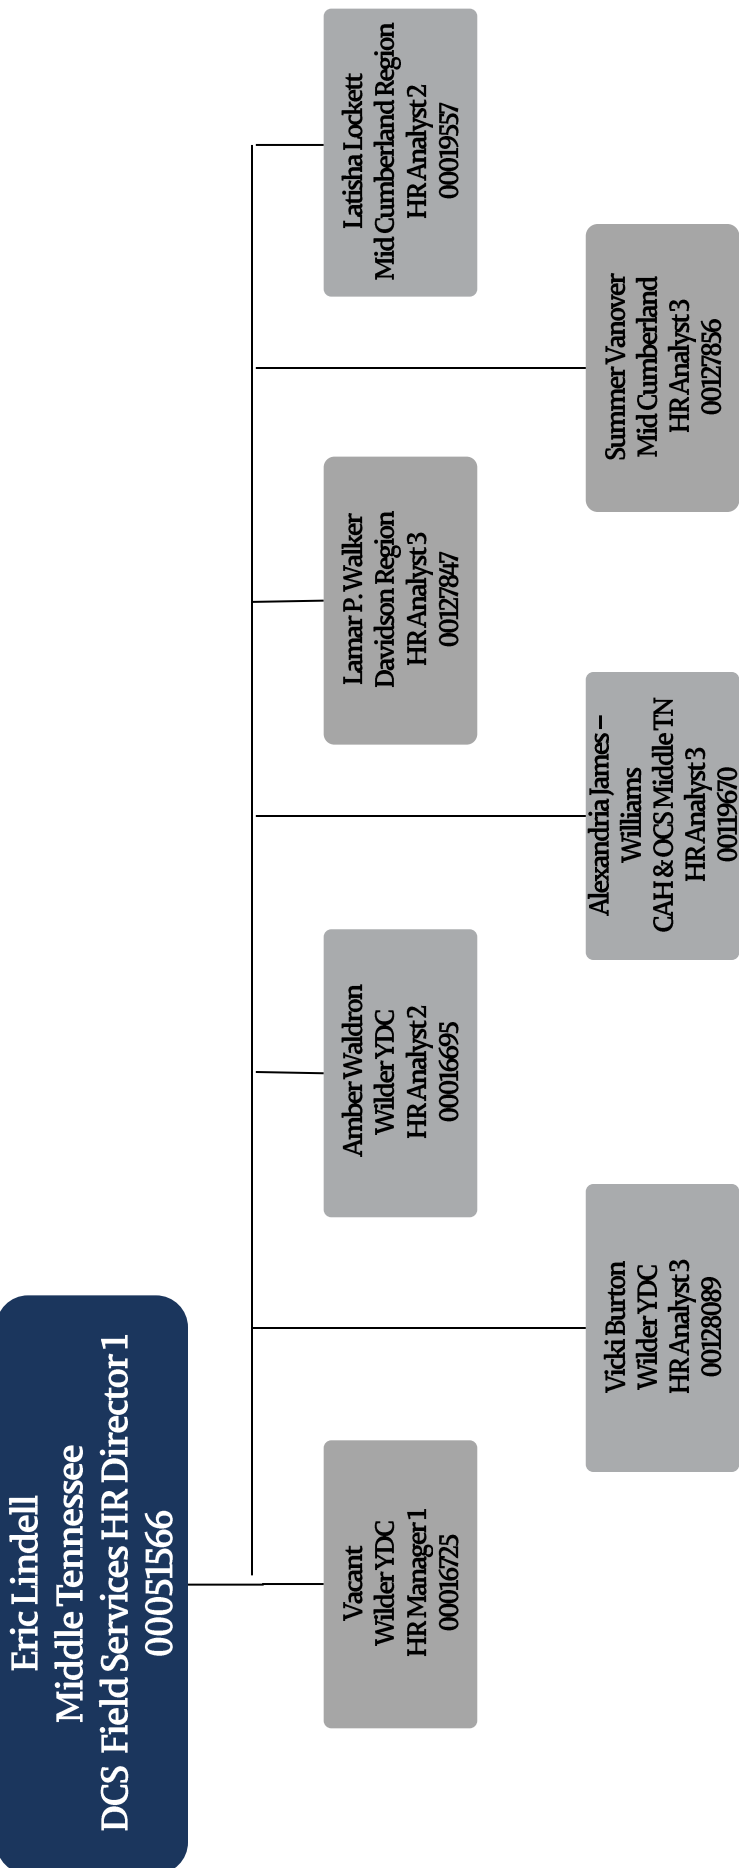 Eric Lindell
Middle Tennessee
DCS Field Services HR Director 1
00051566
Vacant
Wilder YDC
HR Manager 1
00016725
Amber Waldron
Wilder YDC
HR Analyst 2
00016695
Lamar P. Walker
Davidson Region
HR Analyst 3
00127847
Latisha Lockett
Mid Cumberland Region
HR Analyst 2
00019557
Vicki Burton
Wilder YDC
HR Analyst 3
00128089
Alexandria James –
Williams
CAH & OCS Middle TN
HR Analyst 3
00119670
Summer Vanover
Mid Cumberland
HR Analyst 3
00127856